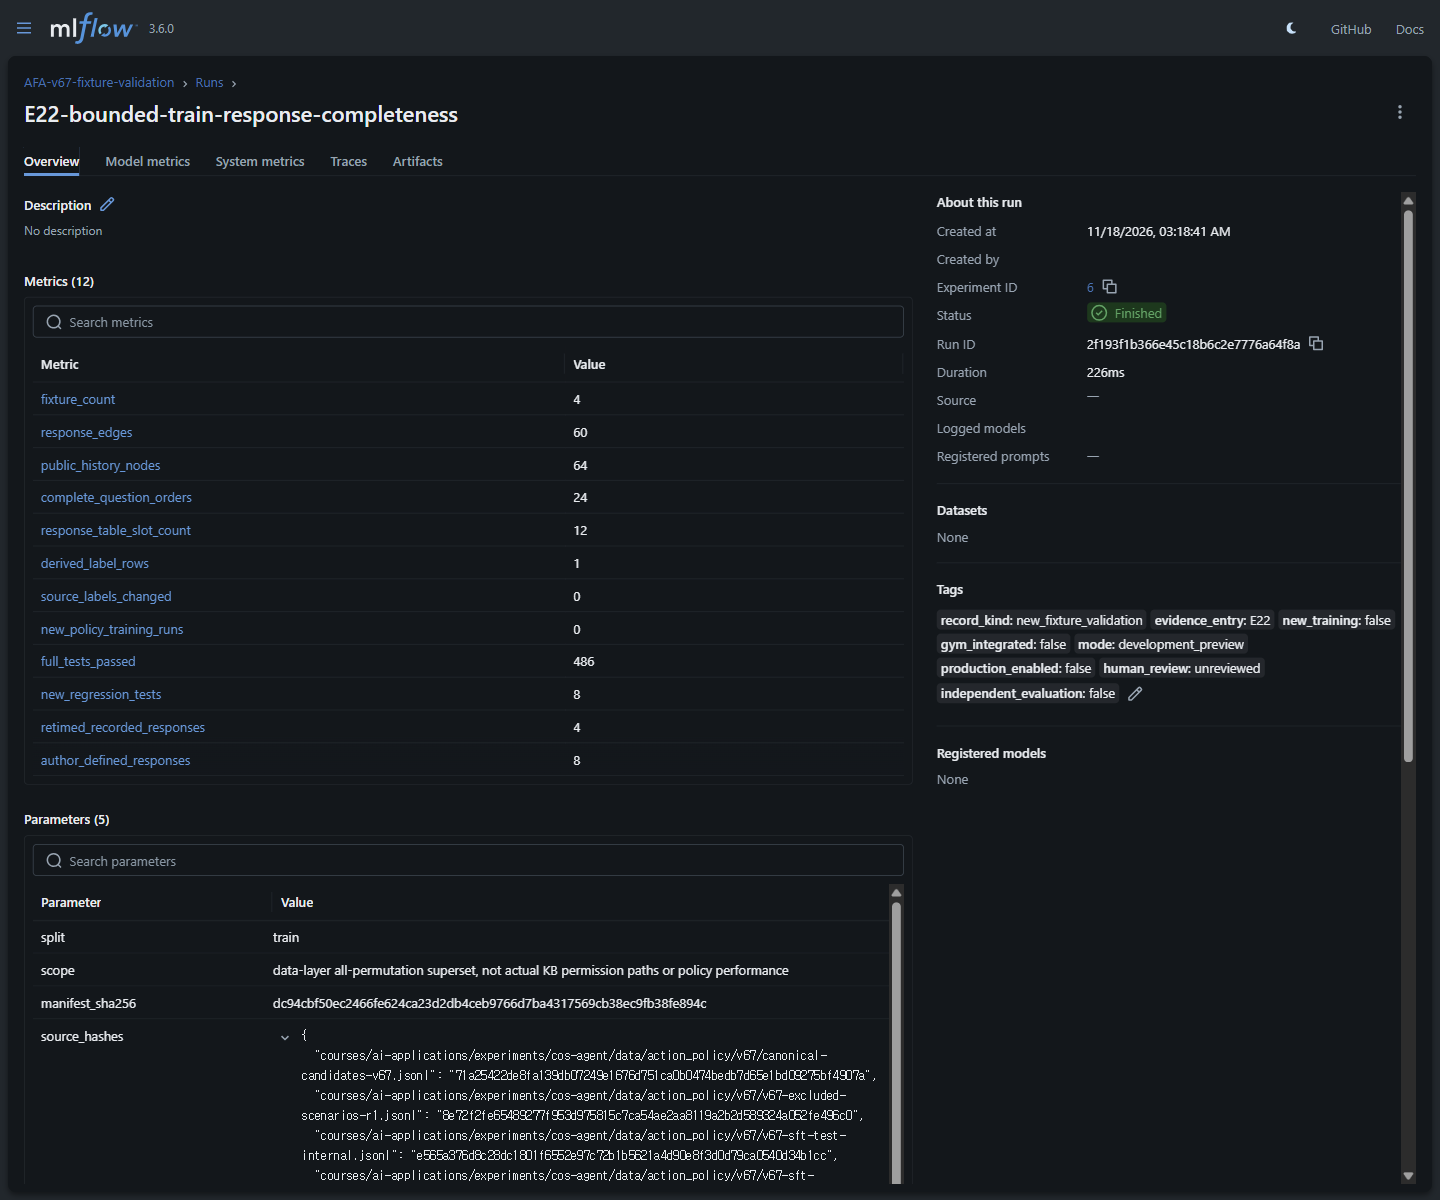 mlflow 3.6.0
GitHub
Docs
AFA-v67-fixture-validation › Runs ›
E22-bounded-train-response-completeness
Overview
Model metrics
System metrics
Traces
Artifacts
Description
No description
Metrics (12)
Search metrics
Metric Value
fixture_count 4
response_edges 60
public_history_nodes 64
complete_question_orders 24
response_table_slot_count 12
derived_label_rows 1
source_labels_changed 0
new_policy_training_runs 0
full_tests_passed 486
new_regression_tests 8
retimed_recorded_responses 4
author_defined_responses 8
Parameters (5)
Search parameters
Parameter Value
split train
scope data-layer all-permutation superset, not actual KB permission paths or policy performance
manifest_sha256 dc94cbf50ec2466fe624ca23d2db4ceb9766d7ba4317569cb38ec9fb38fe894c
source_hashes {
"courses/ai-applications/experiments/cos-agent/data/action_policy/v67/canonical-
candidates-v67.jsonl": "71a25422de8fa139db07249e1676d751ca0b0474bedb7d65e1bd09275bf4907a",
"courses/ai-applications/experiments/cos-agent/data/action_policy/v67/v67-excluded-
scenarios-r1.jsonl": "8e72f2fe65489277f953d975815c7ca54ae2aa8119a2b2d589324a052fe496c0",
"courses/ai-applications/experiments/cos-agent/data/action_policy/v67/v67-sft-test-
internal.jsonl": "e565a376d8c28dc1801f6552e97c72b1b5621a4d90e8f3d0d79ca0540d34b1cc",
"courses/ai-applications/experiments/cos-agent/data/action_policy/v67/v67-sft-
About this run
Created at 11/18/2026, 03:18:41 AM
Created by
Experiment ID 6
Status Finished
Run ID 2f193f1b366e45c18b6c2e7776a64f8a
Duration 226ms
Source —
Logged models
Registered prompts —
Datasets
None
Tags
record_kind: new_fixture_validation evidence_entry: E22 new_training: false
gym_integrated: false mode: development_preview
production_enabled: false human_review: unreviewed
independent_evaluation: false
Registered models
None